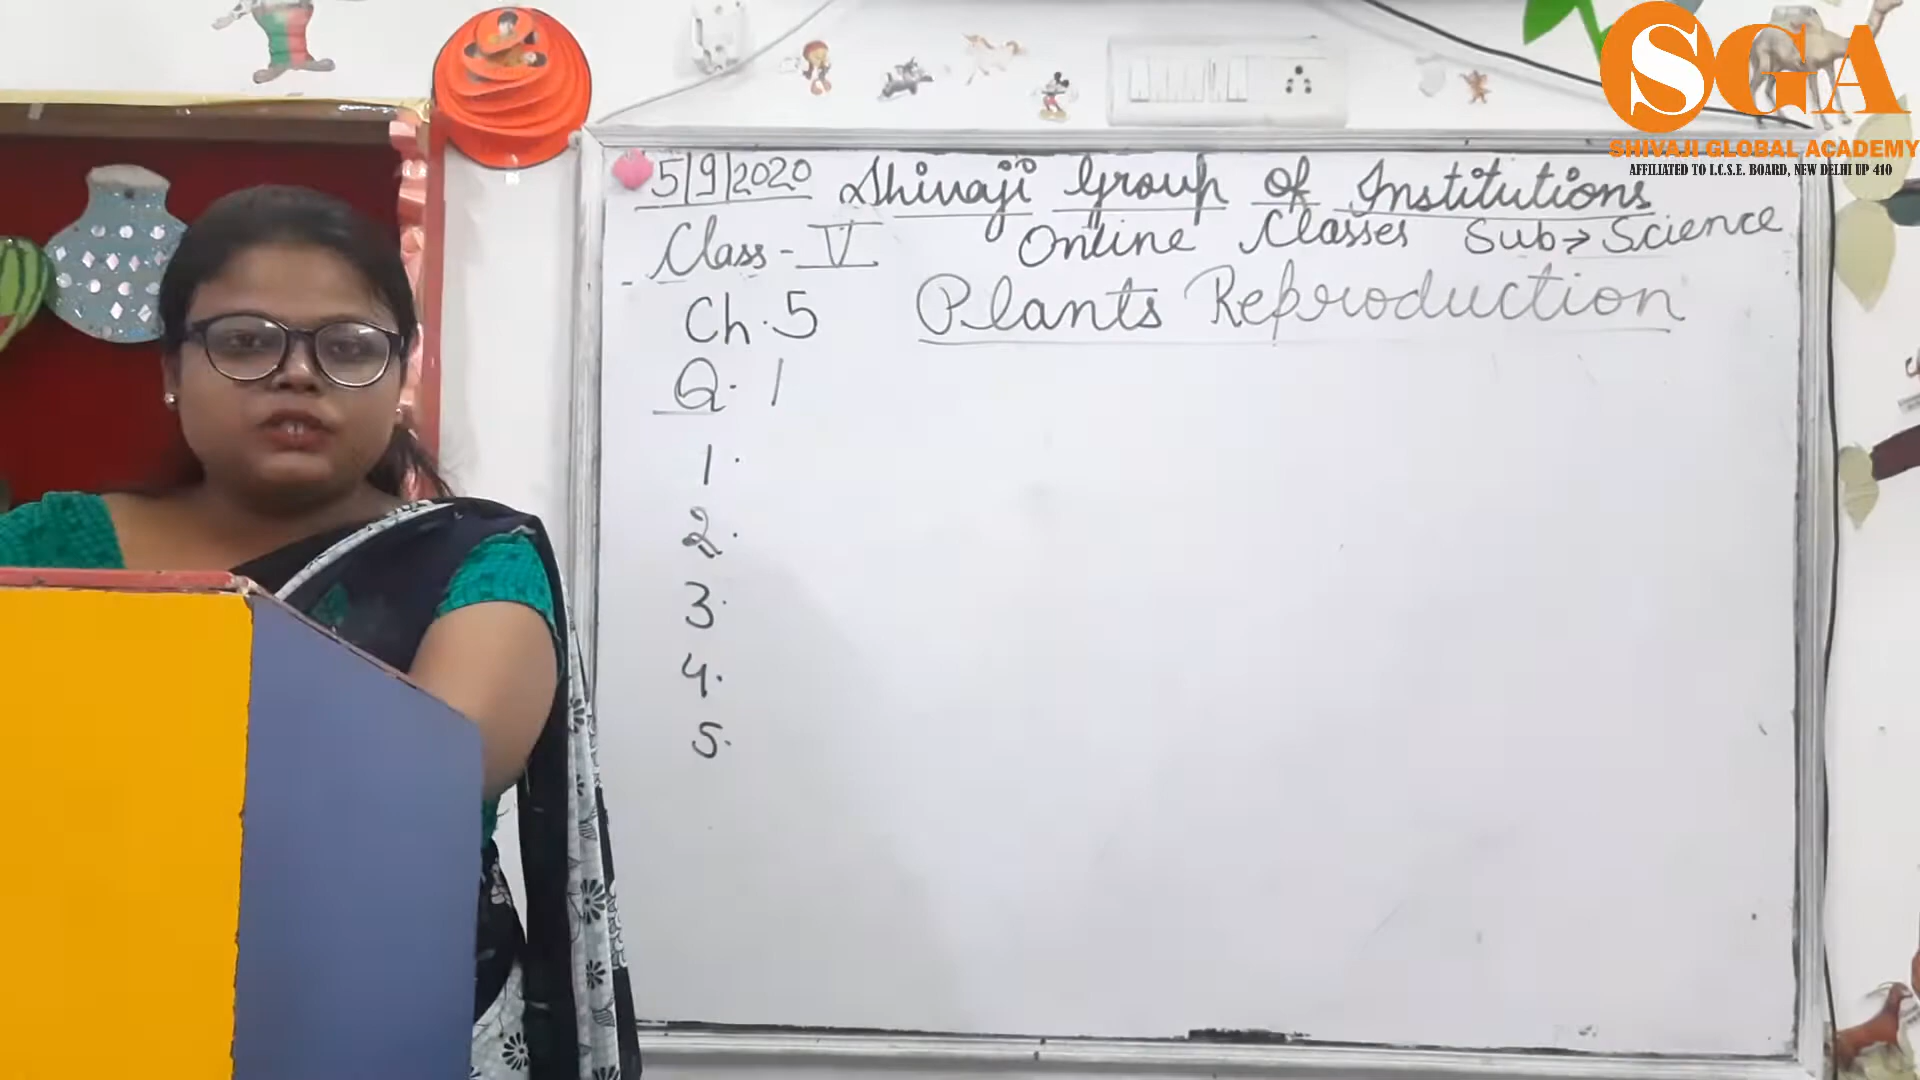 SGA
SHIVAJI GLOBAL ACADEMY
AFFILIATED TO I.C.S.E. BOARD, NEW DELHI UP 410
5/9/2020 Shivaji Group Of Institutions
Class - V Online Classes Sub → Science
Ch. 5 Plants Reproduction
Q. 1
1.
2.
3.
4.
5.